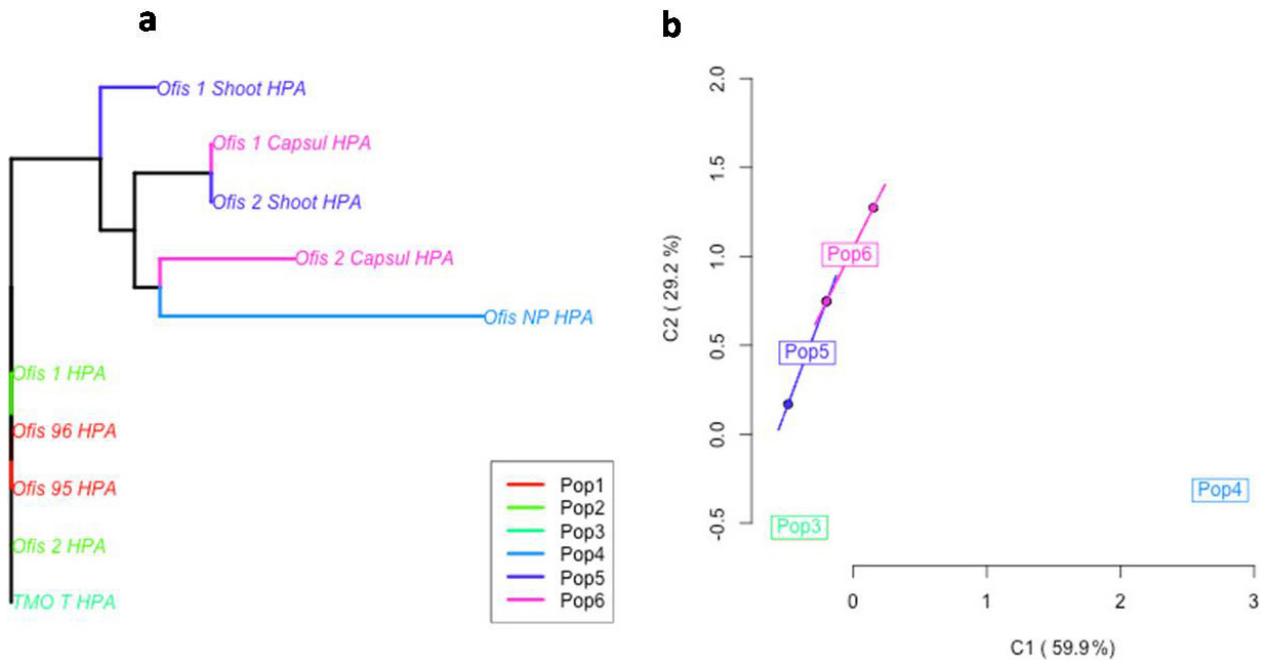 a
Ofis 1 Shoot HPA
Ofis 1 Capsul HPA
Ofis 2 Shoot HPA
Ofis 2 Capsul HPA
Ofis NP HPA
Ofis 1 HPA
Ofis 96 HPA
Ofis 95 HPA
Ofis 2 HPA
TMO T HPA
Pop1
Pop2
Pop3
Pop4
Pop5
Pop6
b
C2 ( 29.2 %)
2.0
1.5
1.0
0.5
0.0
-0.5
Pop6
Pop5
Pop4
Pop3
0 1 2 3
C1 ( 59.9%)